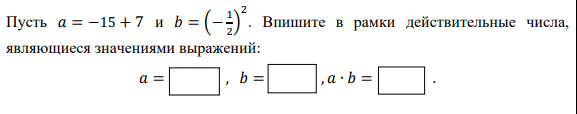 Пусть a = −15 + 7 и b = (−1/2)². Впишите в рамки действительные числа,
являющиеся значениями выражений:
a = , b = , a · b = .